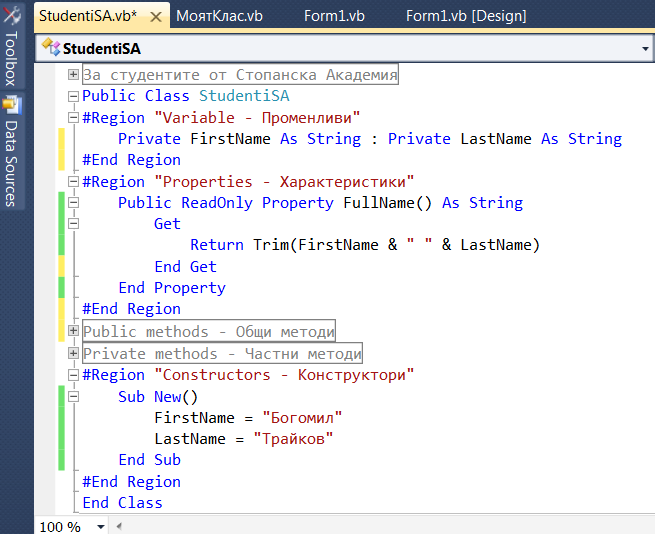 StudentiSA.vb* МоятКлас.vb Form1.vb Form1.vb [Design]
Toolbox
Data Sources
StudentiSA
За студентите от Стопанска Академия
Public Class StudentiSA
#Region "Variable - Променливи"
Private FirstName As String : Private LastName As String
#End Region
#Region "Properties - Характеристики"
Public ReadOnly Property FullName() As String
Get
Return Trim(FirstName & " " & LastName)
End Get
End Property
#End Region
Public methods - Общи методи
Private methods - Частни методи
#Region "Constructors - Конструктори"
Sub New()
FirstName = "Богомил"
LastName = "Трайков"
End Sub
#End Region
End Class
100 %